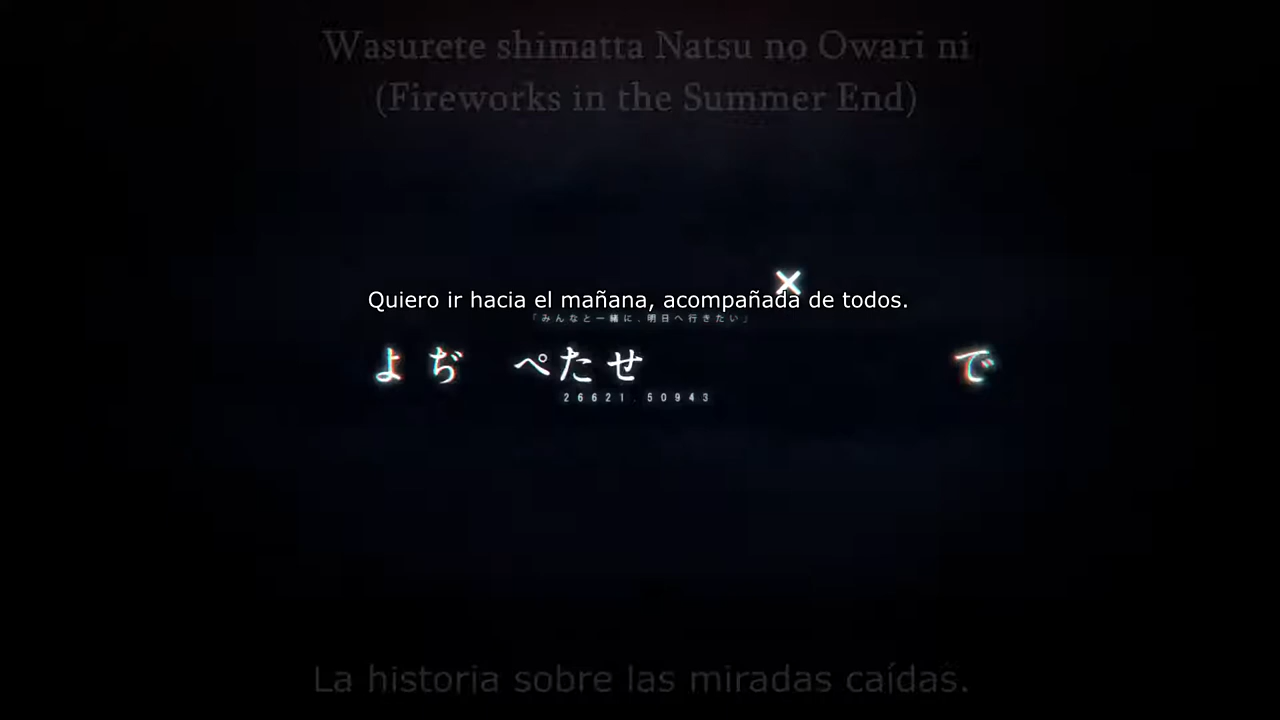 Wasurete shimatta Natsu no Owari ni
(Fireworks in the Summer End)
Quiero ir hacia el mañana, acompañada de todos.
「みんなと一緒に、明日へ行きたい」
よぢ ぺたせ で
26621.50943
La historia sobre las miradas caídas.